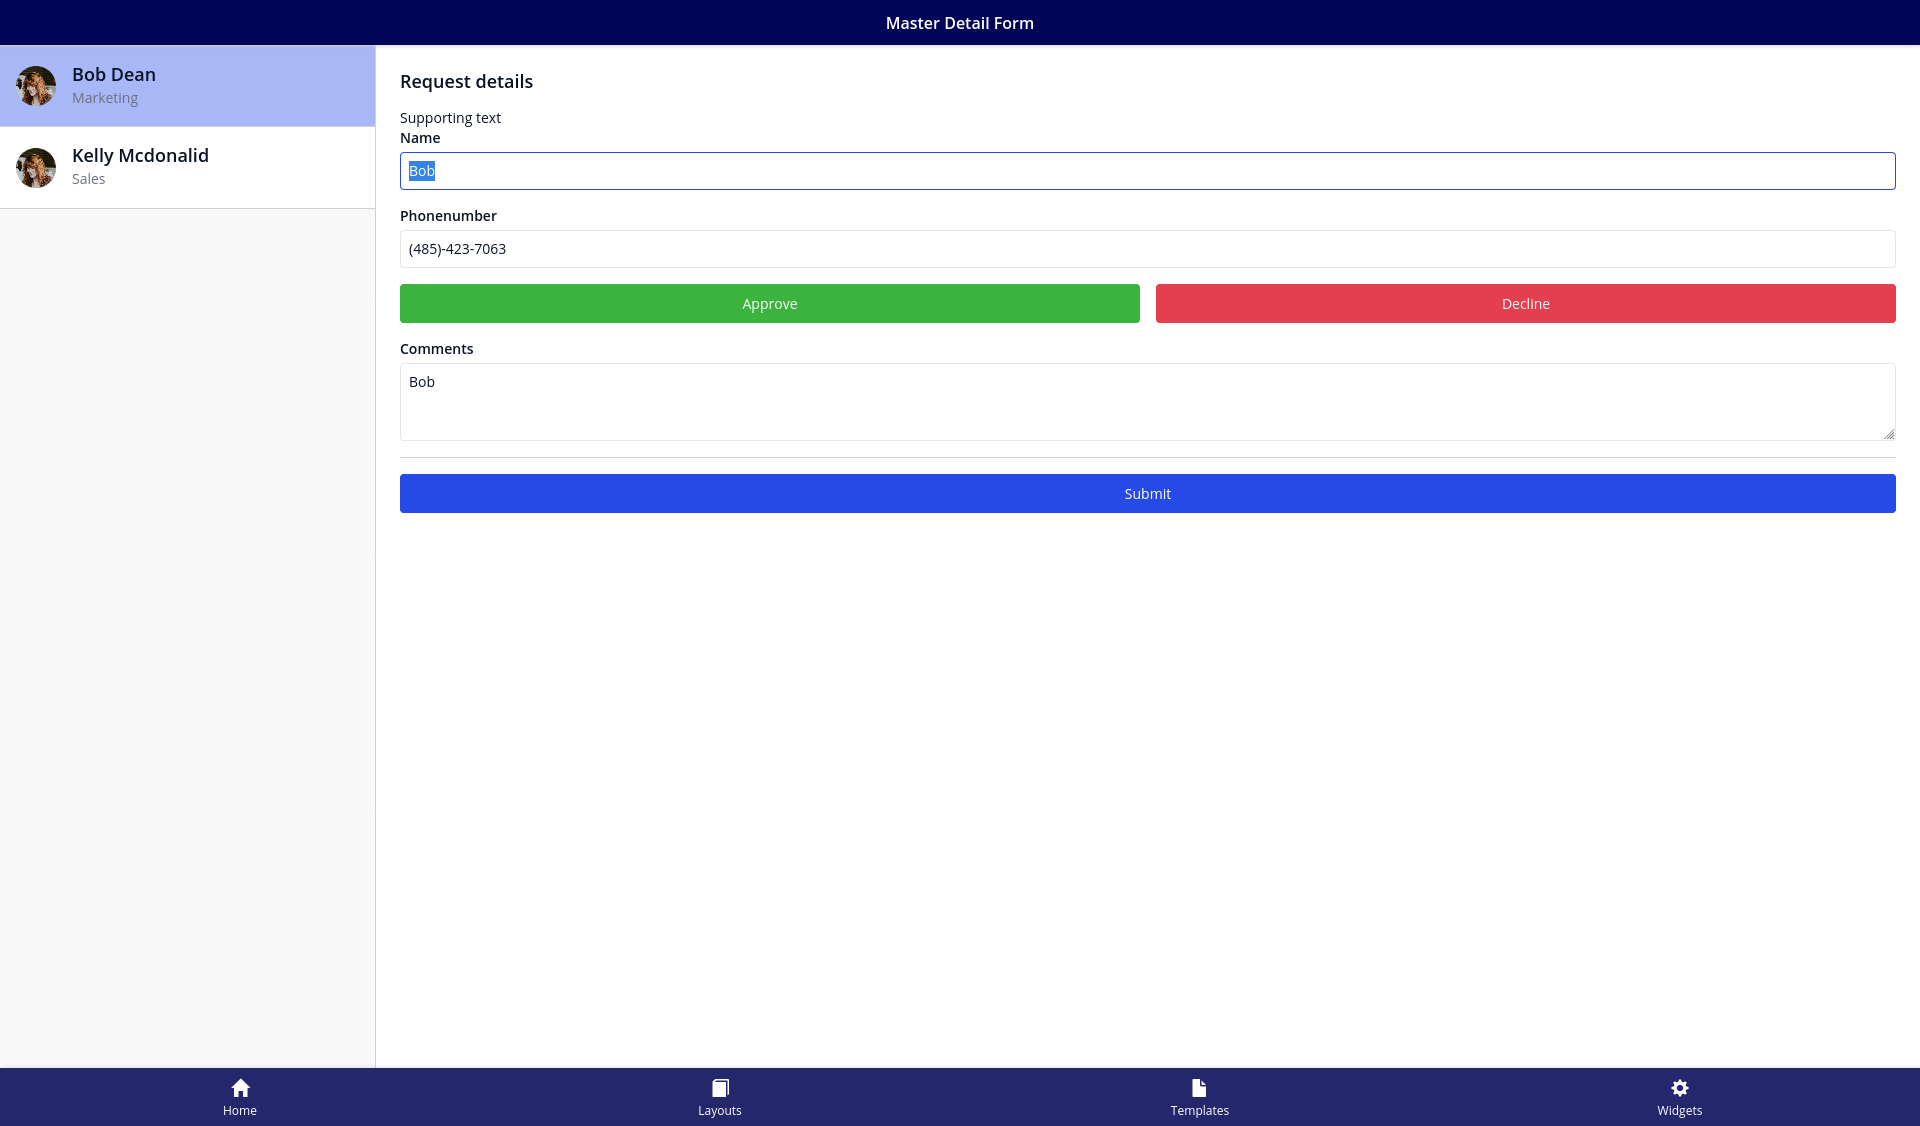 Master Detail Form
Bob Dean
Marketing
Kelly Mcdonalid
Sales
Request details
Supporting text
Name
Bob
Phonenumber
(485)-423-7063
Approve
Decline
Comments
Bob
Submit
Home
Layouts
Templates
Widgets